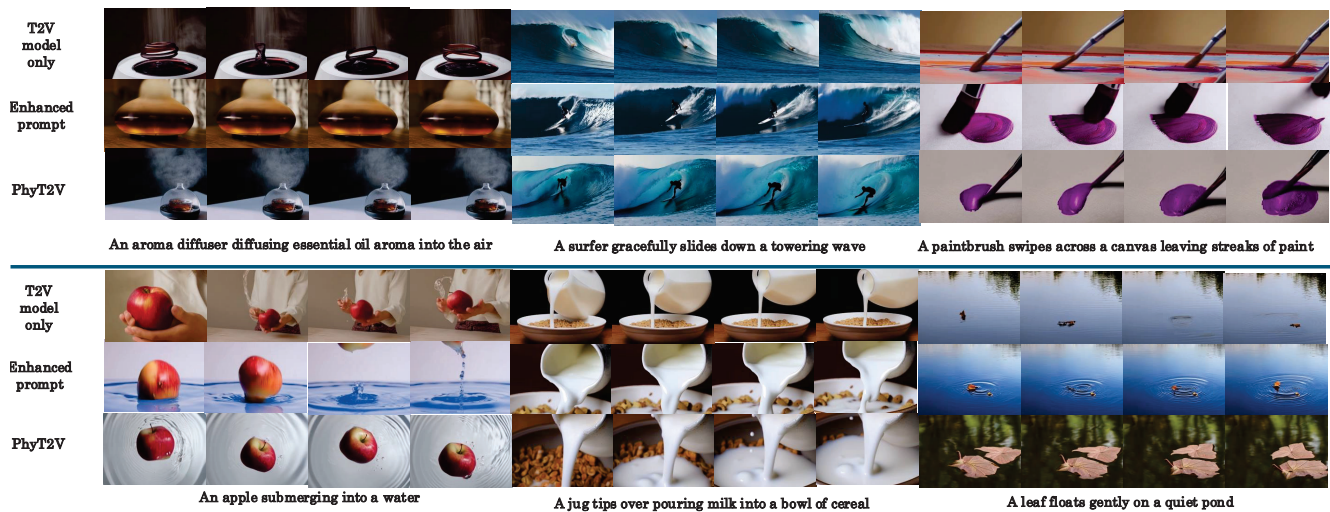 T2V
model
only
Enhanced
prompt
PhyT2V
An aroma diffuser diffusing essential oil aroma into the air
A surfer gracefully slides down a towering wave
A paintbrush swipes across a canvas leaving streaks of paint
T2V
model
only
Enhanced
prompt
PhyT2V
An apple submerging into a water
A jug tips over pouring milk into a bowl of cereal
A leaf floats gently on a quiet pond